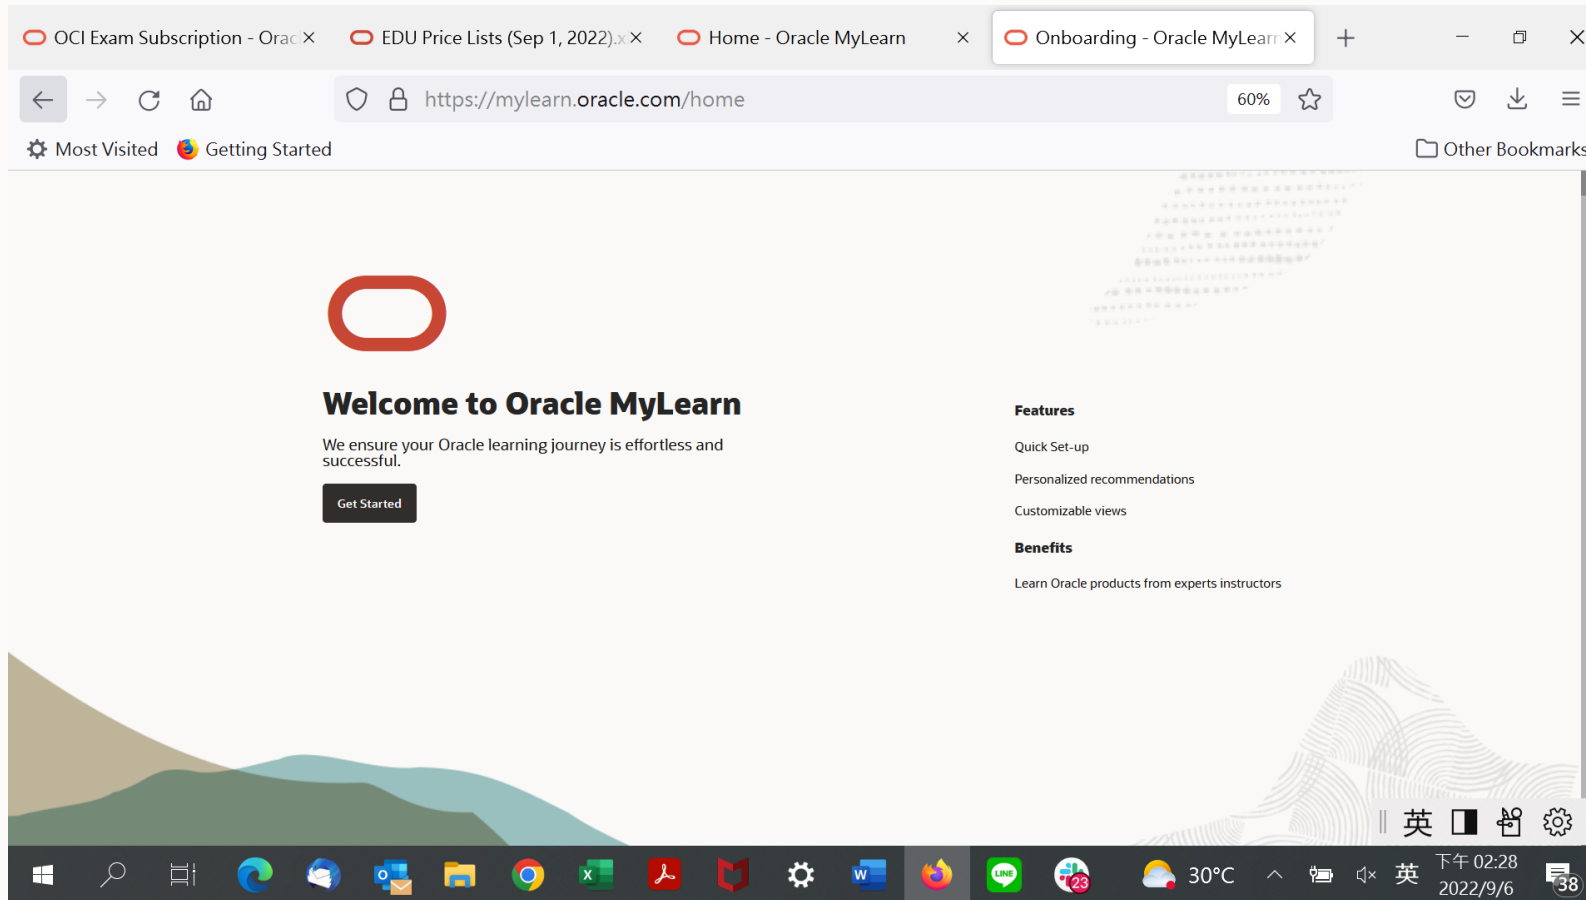 OCI Exam Subscription - Orac
EDU Price Lists (Sep 1, 2022).x
Home - Oracle MyLearn
Onboarding - Oracle MyLearn
https://mylearn.oracle.com/home
60%
Most Visited
Getting Started
Other Bookmarks
Welcome to Oracle MyLearn
We ensure your Oracle learning journey is effortless and
successful.
Get Started
Features
Quick Set-up
Personalized recommendations
Customizable views
Benefits
Learn Oracle products from experts instructors
英
LINE
23
30°C
英
下午 02:28
2022/9/6
38